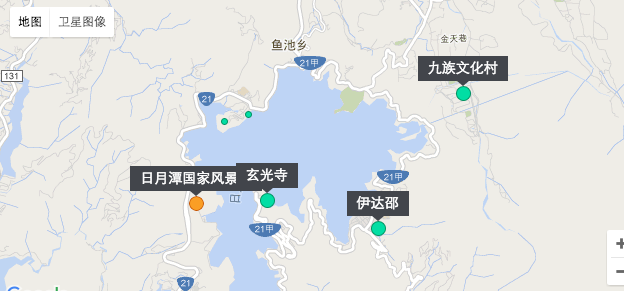 地图 卫星图像
鱼池乡
金天巷
21甲
九族文化村
131
21
玄光寺
日月潭国家风景
21甲
伊达邵
日
21甲
21
+
−